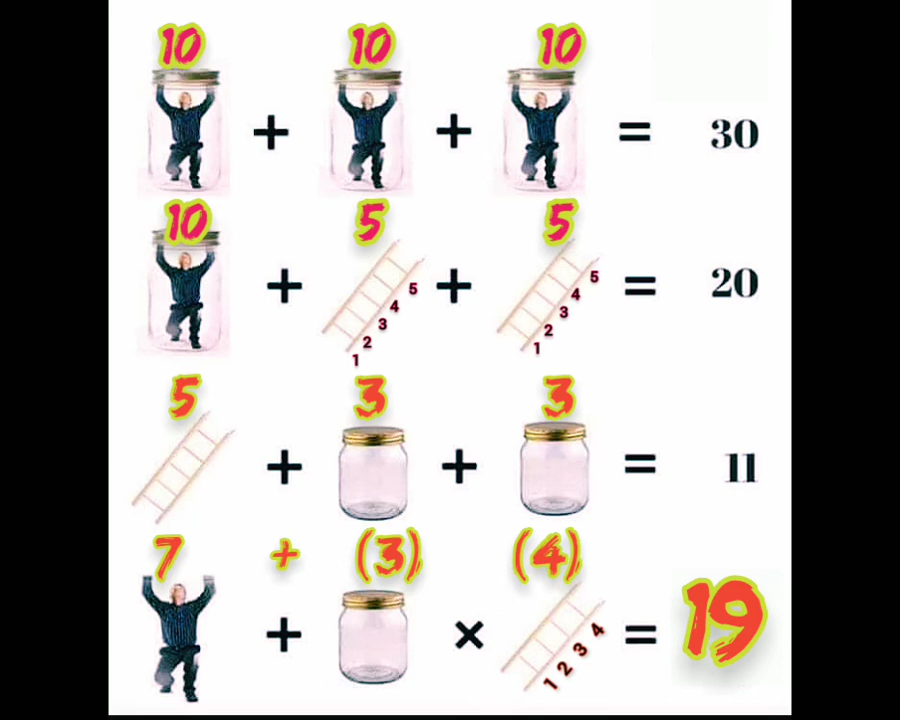 10 10 10
+ + = 30
10 5 5
+ + = 20
1 2 3 4 5 1 2 3 4 5
5 3 3
+ + = 11
7 + (3) (4)
+ × = 19
1 2 3 4